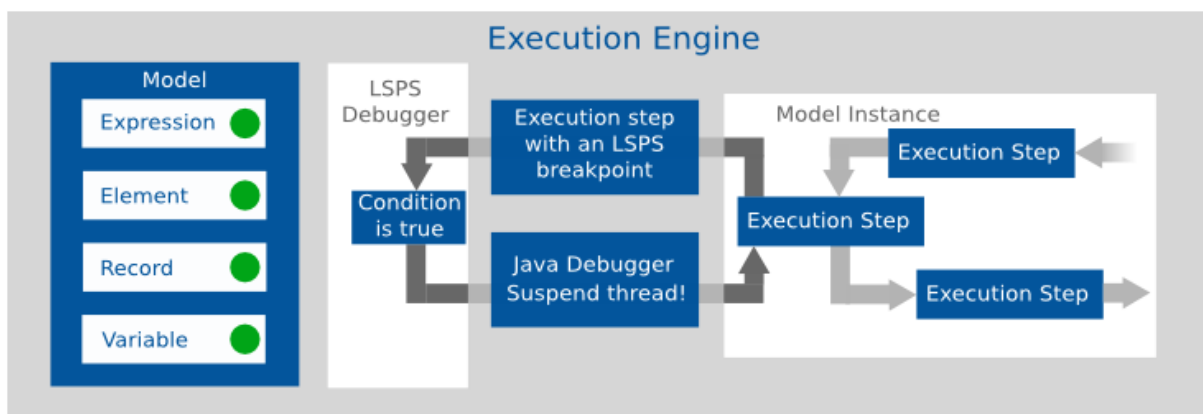 Execution Engine
Model
Expression
Element
Record
Variable
LSPS
Debugger
Condition
is true
Execution step
with an LSPS
breakpoint
Java Debugger
Suspend thread!
Model Instance
Execution Step
Execution Step
Execution Step